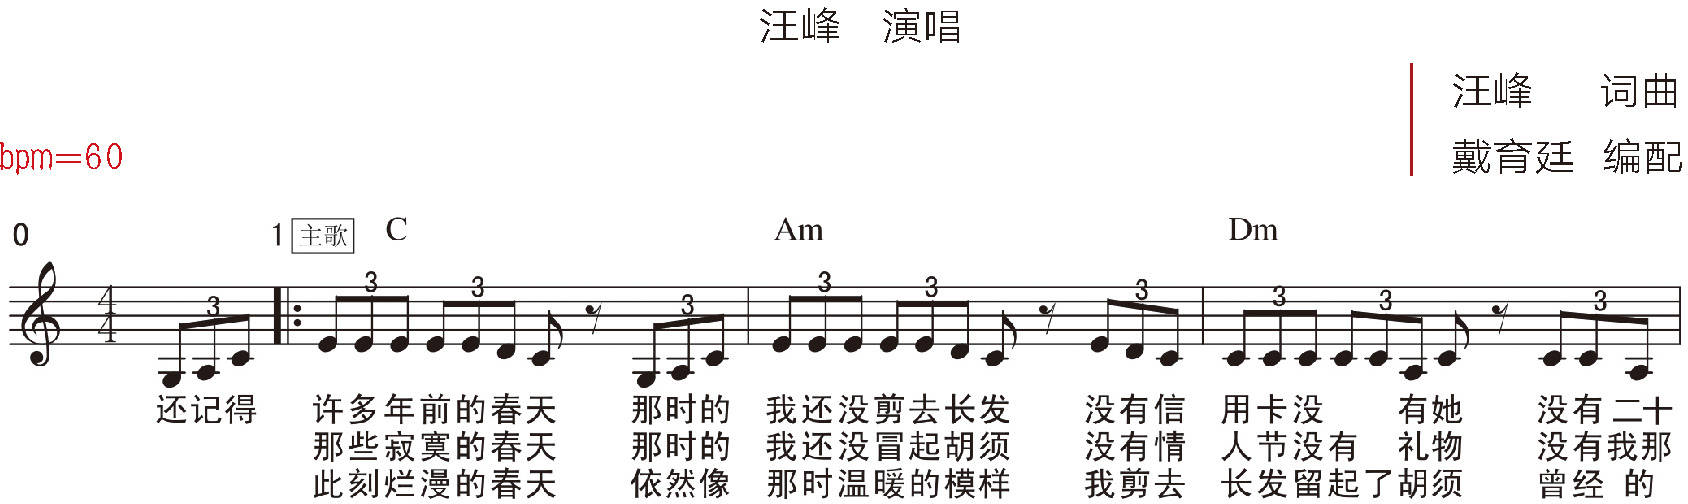 汪峰 演唱
汪峰 词曲
戴育廷 编配
bpm=60
0 1 主歌 C Am Dm
3 3 3 3 3 3 3 3 3 3 3
4
4
还记得 许多年前的春天 那时的 我还没剪去长发 没有信 用卡没 有她 没有二十
那些寂寞的春天 那时的 我还没冒起胡须 没有情 人节没有 礼物 没有我那
此刻烂漫的春天 依然像 那时温暖的模样 我剪去 长发留起了胡须 曾经的